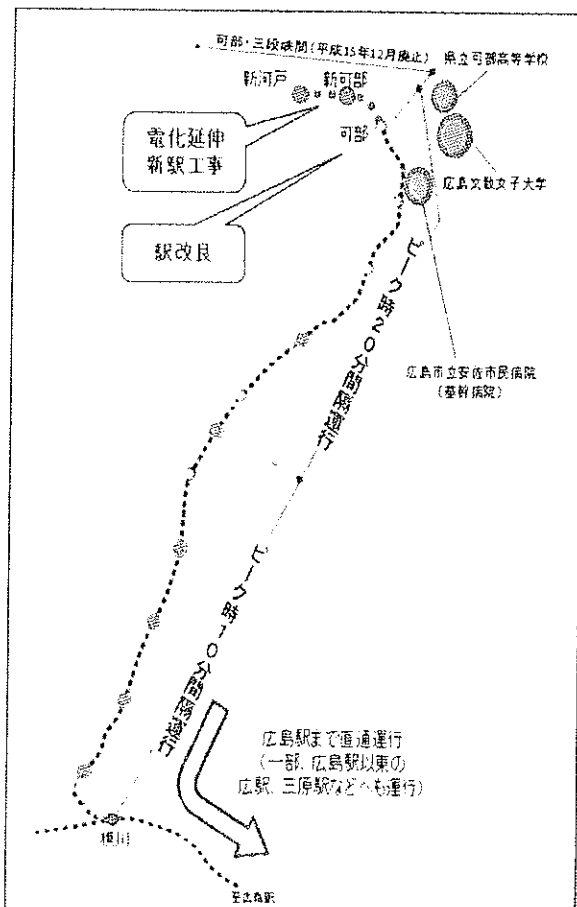 可部・三段峡間(平成15年12月廃止)
県立可部高等学校
新河戸
新可部
電化延伸
新駅工事
可部
広島文教女子大学
駅改良
ピーク時20分間隔運行
広島市立安佐市民病院
(基幹病院)
ピーク時10分間隔運行
広島駅まで直通運行
(一部、広島駅以東の
広駅、三原駅などへも運行)
横川
至広島駅